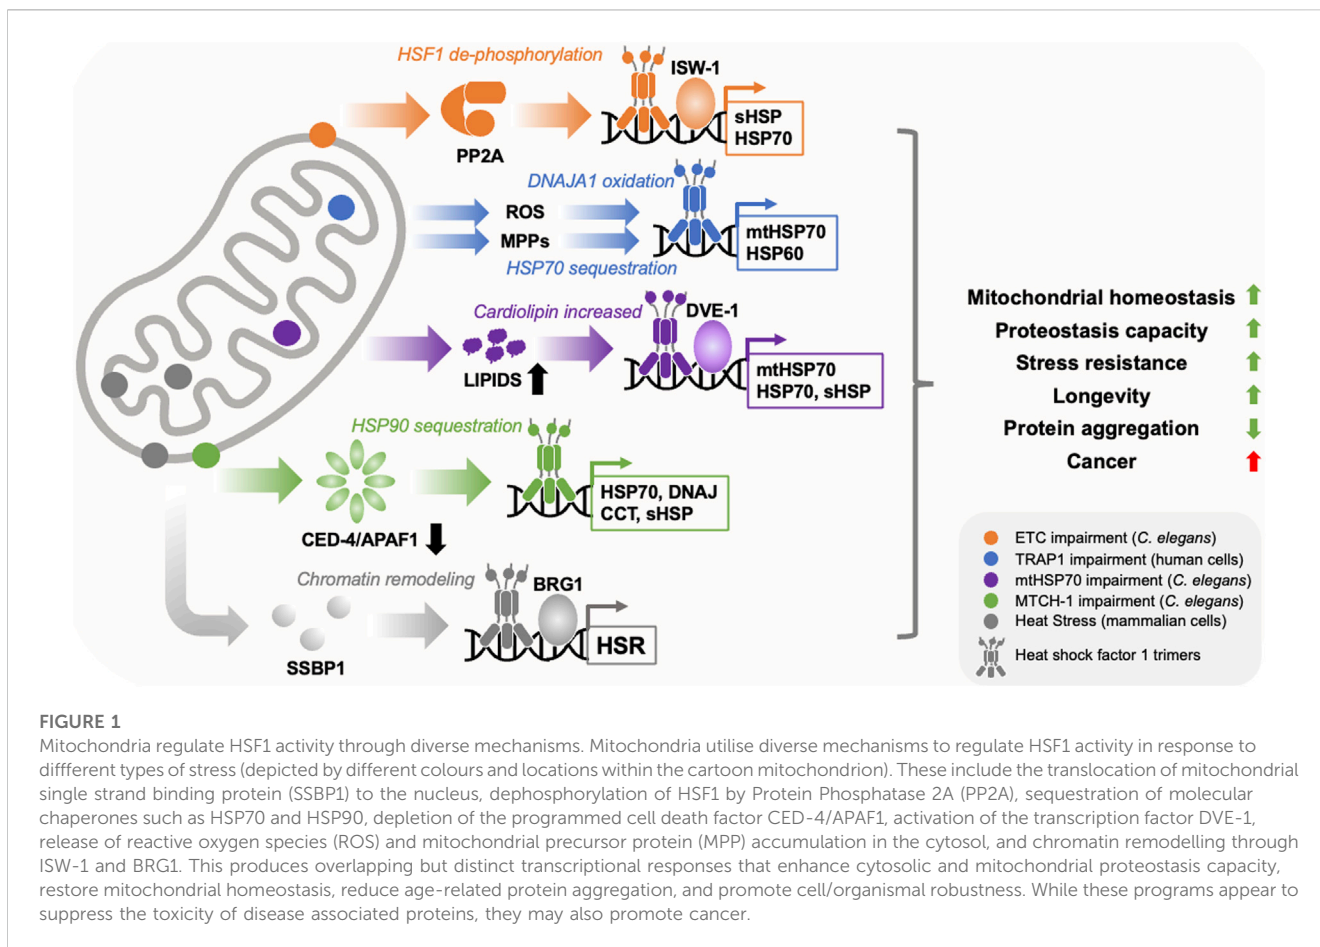 HSF1 de-phosphorylation
ISW-1
PP2A
sHSP
HSP70
DNAJA1 oxidation
ROS
MPPs
HSP70 sequestration
mtHSP70
HSP60
Cardiolipin increased
DVE-1
LIPIDS
mtHSP70
HSP70, sHSP
HSP90 sequestration
CED-4/APAF1
HSP70, DNAJ
CCT, sHSP
Chromatin remodeling
BRG1
SSBP1
HSR
Mitochondrial homeostasis
Proteostasis capacity
Stress resistance
Longevity
Protein aggregation
Cancer
ETC impairment (C. elegans)
TRAP1 impairment (human cells)
mtHSP70 impairment (C. elegans)
MTCH-1 impairment (C. elegans)
Heat Stress (mammalian cells)
Heat shock factor 1 trimers
FIGURE 1
Mitochondria regulate HSF1 activity through diverse mechanisms. Mitochondria utilise diverse mechanisms to regulate HSF1 activity in response to
diffferent types of stress (depicted by different colours and locations within the cartoon mitochondrion). These include the translocation of mitochondrial
single strand binding protein (SSBP1) to the nucleus, dephosphorylation of HSF1 by Protein Phosphatase 2A (PP2A), sequestration of molecular
chaperones such as HSP70 and HSP90, depletion of the programmed cell death factor CED-4/APAF1, activation of the transcription factor DVE-1,
release of reactive oxygen species (ROS) and mitochondrial precursor protein (MPP) accumulation in the cytosol, and chromatin remodelling through
ISW-1 and BRG1. This produces overlapping but distinct transcriptional responses that enhance cytosolic and mitochondrial proteostasis capacity,
restore mitochondrial homeostasis, reduce age-related protein aggregation, and promote cell/organismal robustness. While these programs appear to
suppress the toxicity of disease associated proteins, they may also promote cancer.